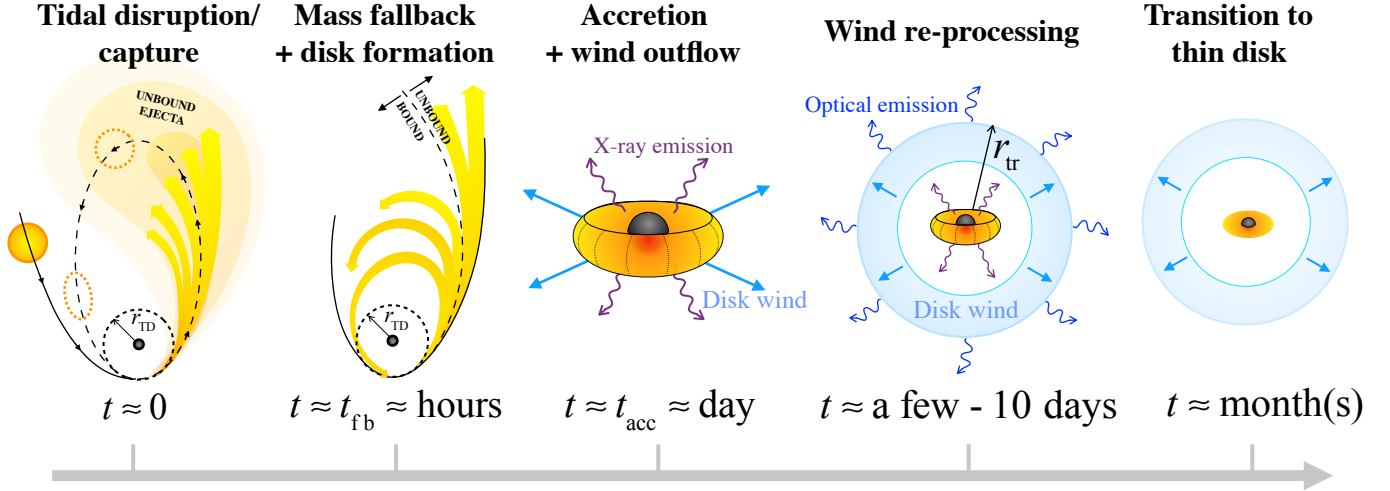 Tidal disruption/
capture
UNBOUND
EJECTA
r_TD
t ≈ 0
Mass fallback
+ disk formation
UNBOUND
BOUND
r_TD
t ≈ t_fb ≈ hours
Accretion
+ wind outflow
X-ray emission
Disk wind
t ≈ t_acc ≈ day
Wind re-processing
Optical emission
r_tr
Disk wind
t ≈ a few - 10 days
Transition to
thin disk
t ≈ month(s)